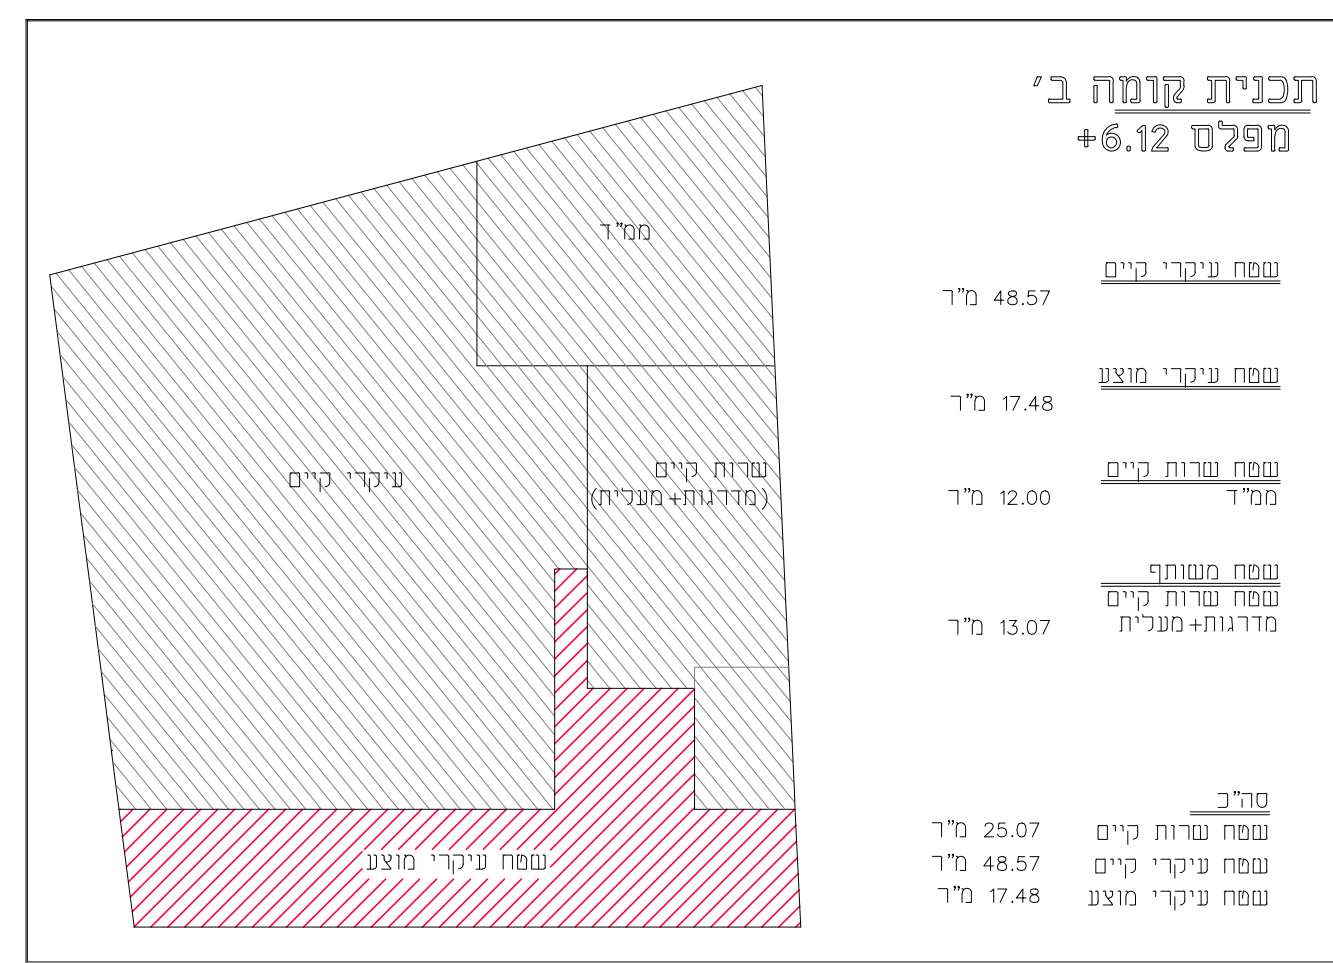 תכנית קומה ב'
מפלס +6.12
שטח עיקרי קיים
48.57 מ"ר
שטח עיקרי מוצע
17.48 מ"ר
שטח שרות קיים
ממ"ד
12.00 מ"ר
שטח משותף
שטח שרות קיים
מדרגות+מעלית
13.07 מ"ר
סה"כ
שטח שרות קיים 25.07 מ"ר
שטח עיקרי קיים 48.57 מ"ר
שטח עיקרי מוצע 17.48 מ"ר
ממ"ד
שרות קיים
(מדרגות+מעלית)
עיקרי קיים
שטח עיקרי מוצע